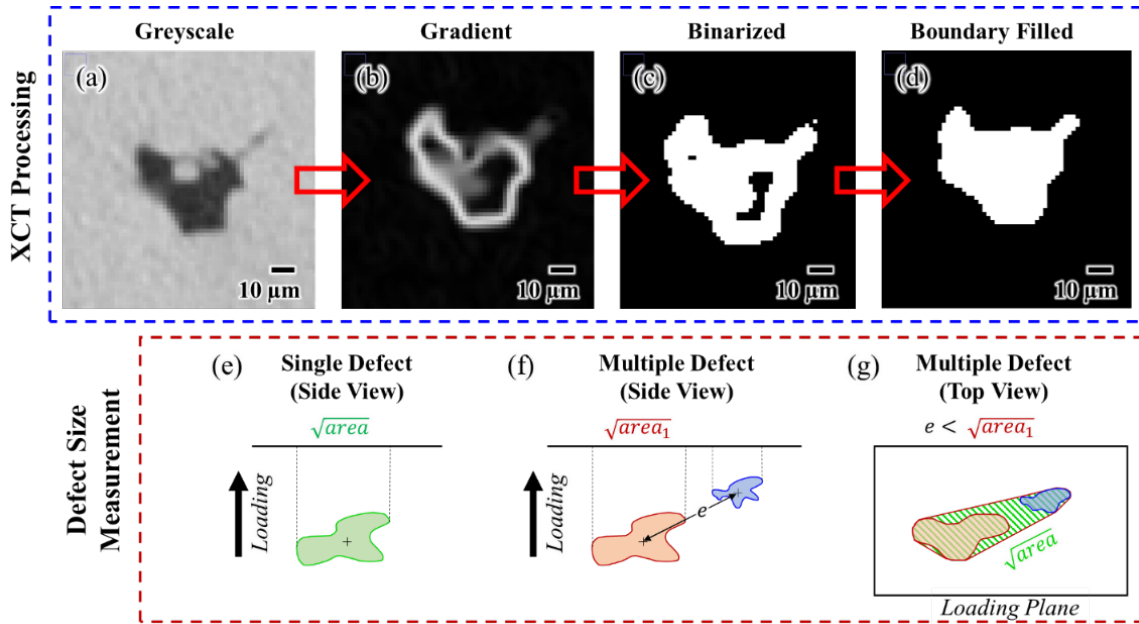 XCT Processing
Greyscale
Gradient
Binarized
Boundary Filled
(a)
(b)
(c)
(d)
10 µm
10 µm
10 µm
10 µm
Defect Size
Measurement
(e)
Single Defect
(Side View)
√area
Loading
(f)
Multiple Defect
(Side View)
√area₁
Loading
e
(g)
Multiple Defect
(Top View)
e < √area₁
√area
Loading Plane